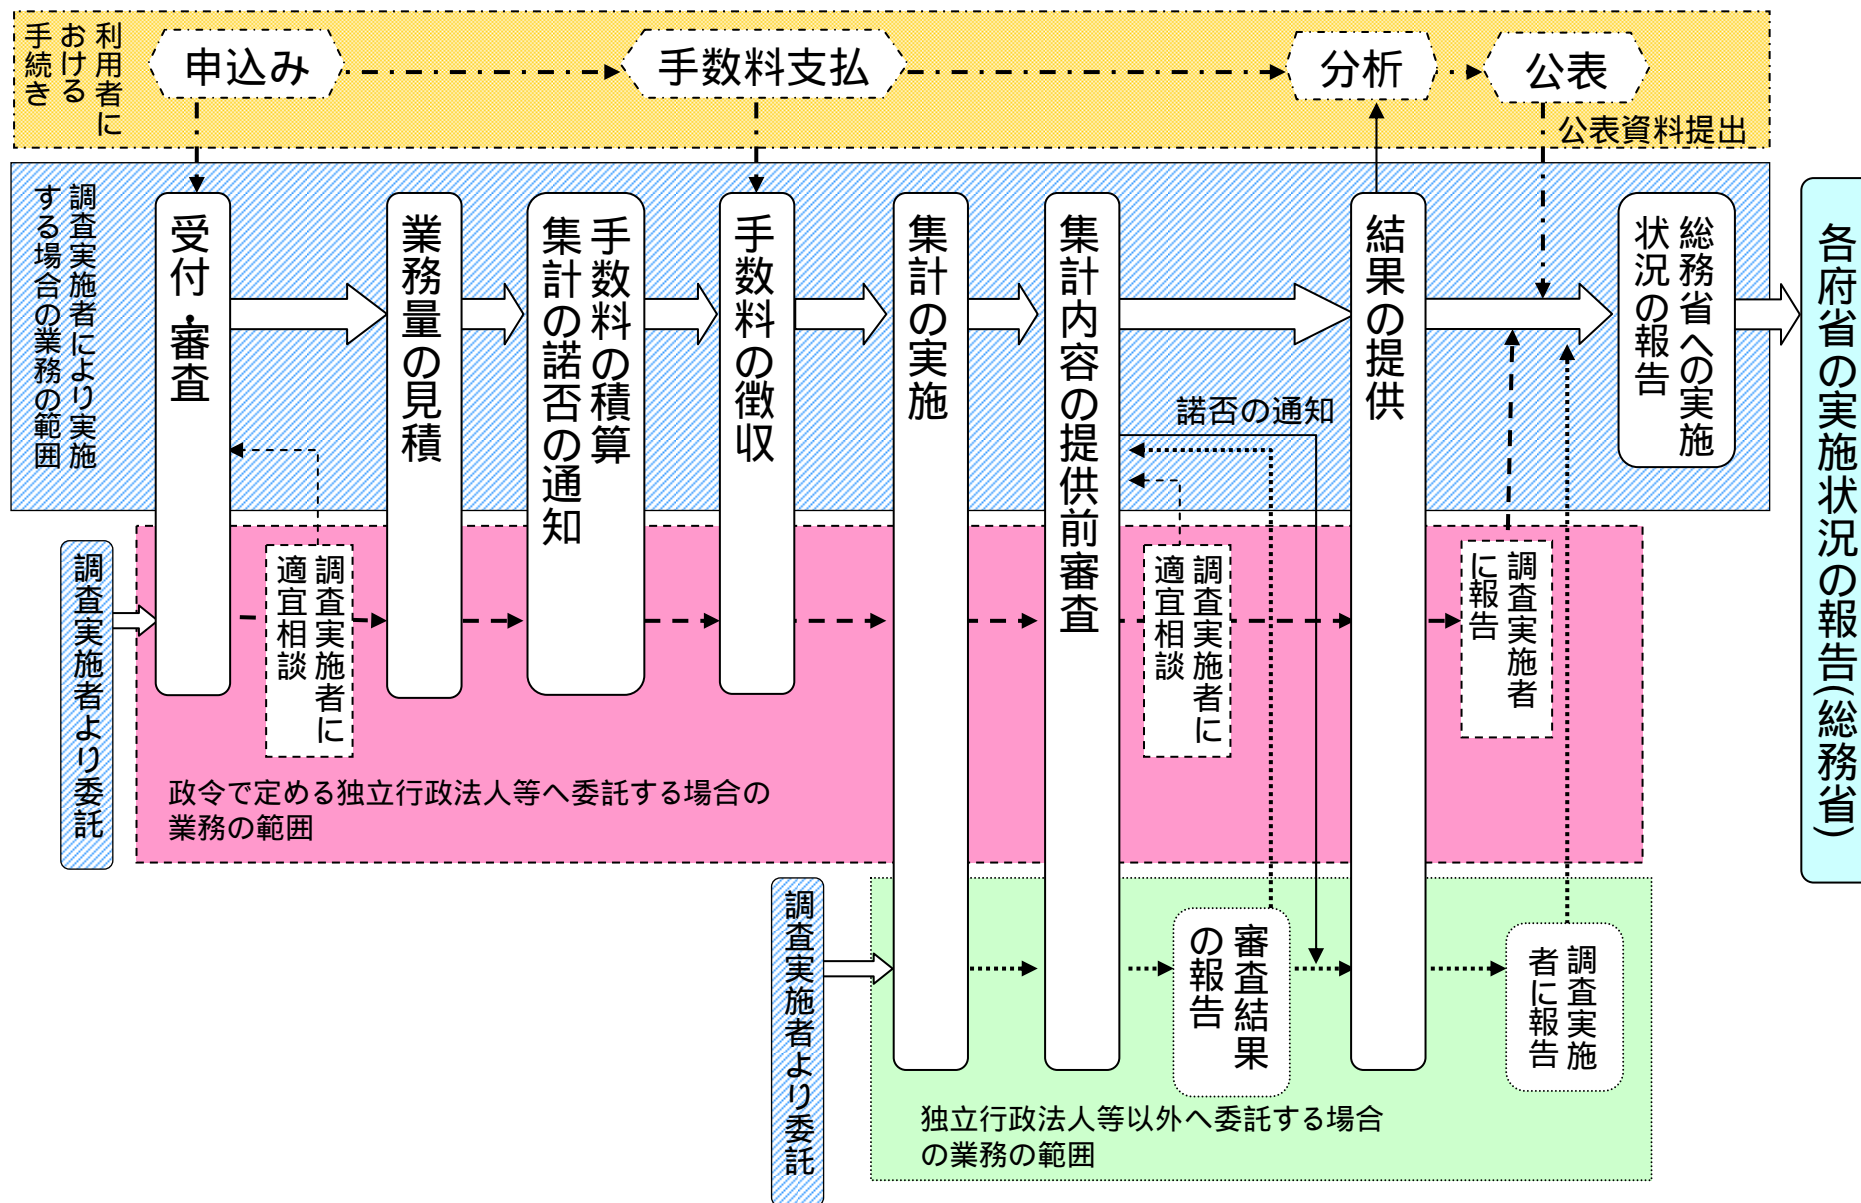 利用者に
おける
手続き
申込み
手数料支払
分析
公表
公表資料提出
調査実施者により実施
する場合の業務の範囲
受付・審査
業務量の見積
手数料の積算
集計の諾否の通知
手数料の徴収
集計の実施
集計内容の提供前審査
諾否の通知
結果の提供
総務省への実施
状況の報告
各府省の実施状況の報告(総務省)
調査実施者より委託
調査実施者に
適宜相談
調査実施者に
適宜相談
調査実施者
に報告
政令で定める独立行政法人等へ委託する場合の
業務の範囲
調査実施者より委託
審査結果
の報告
調査実施
者に報告
独立行政法人等以外へ委託する場合
の業務の範囲